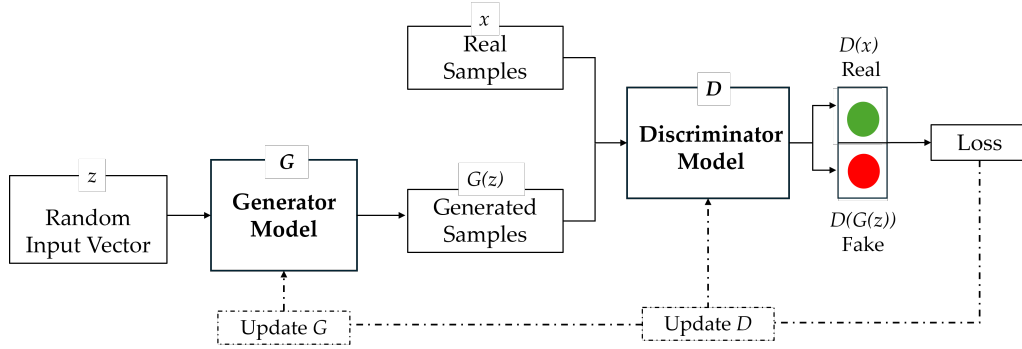 x
Real
Samples
z
Random
Input Vector
G
Generator
Model
G(z)
Generated
Samples
D
Discriminator
Model
D(x)
Real
D(G(z))
Fake
Loss
Update G
Update D